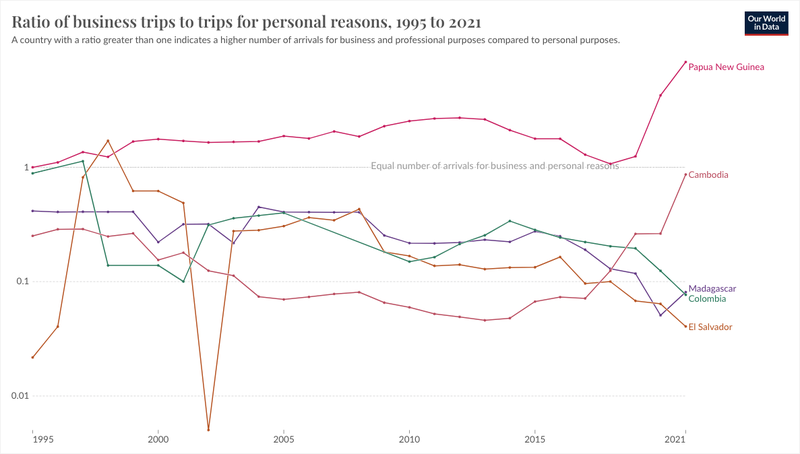 Ratio of business trips to trips for personal reasons, 1995 to 2021
Our World
in Data
A country with a ratio greater than one indicates a higher number of arrivals for business and professional purposes compared to personal purposes.
Papua New Guinea
1
Equal number of arrivals for business and personal reasons
Cambodia
0.1
Madagascar
Colombia
El Salvador
0.01
1995
2000
2005
2010
2015
2021